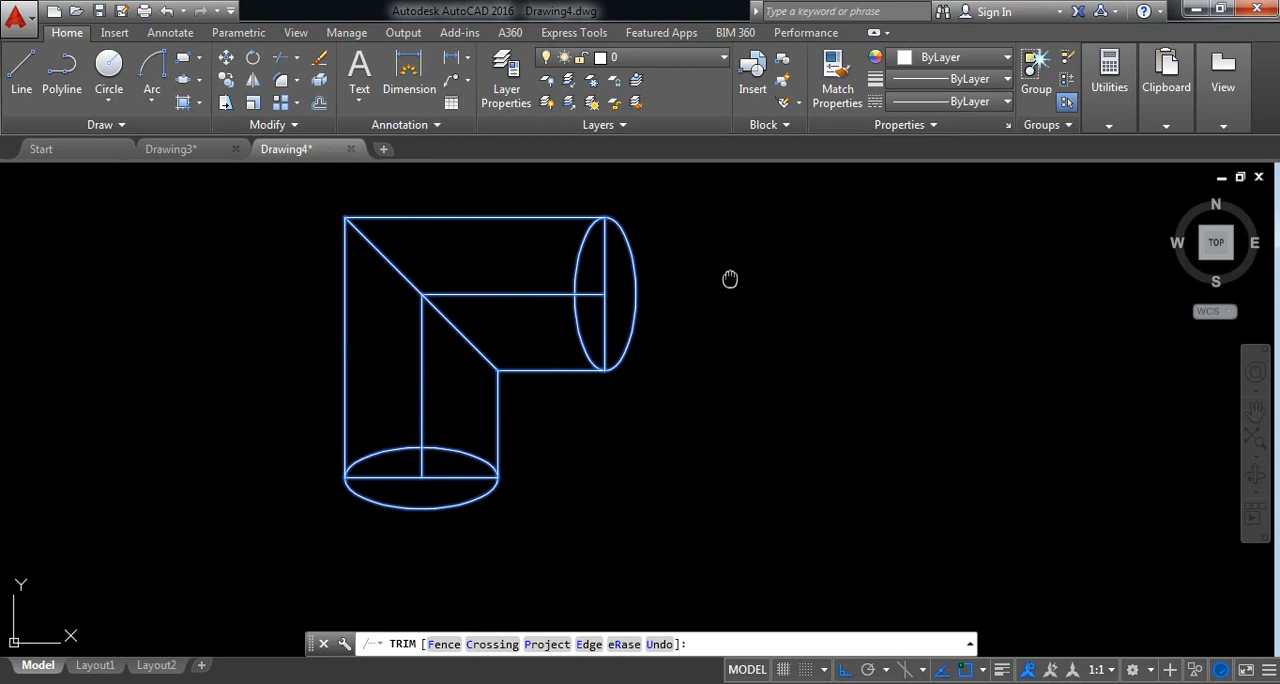 Autodesk AutoCAD 2016 Drawing4.dwg
Type a keyword or phrase
Sign In
Home Insert Annotate Parametric View Manage Output Add-ins A360 Express Tools Featured Apps BIM 360 Performance
0
ByLayer
ByLayer
ByLayer
Line Polyline Circle Arc Text Dimension Layer Properties Insert Match Properties Group Utilities Clipboard View
Draw Modify Annotation Layers Block Properties Groups
Start Drawing3* Drawing4* +
N
W TOP E
S
WCS
Y
X
TRIM [Fence Crossing Project Edge eRase Undo]:
Model Layout1 Layout2 +
MODEL 1:1